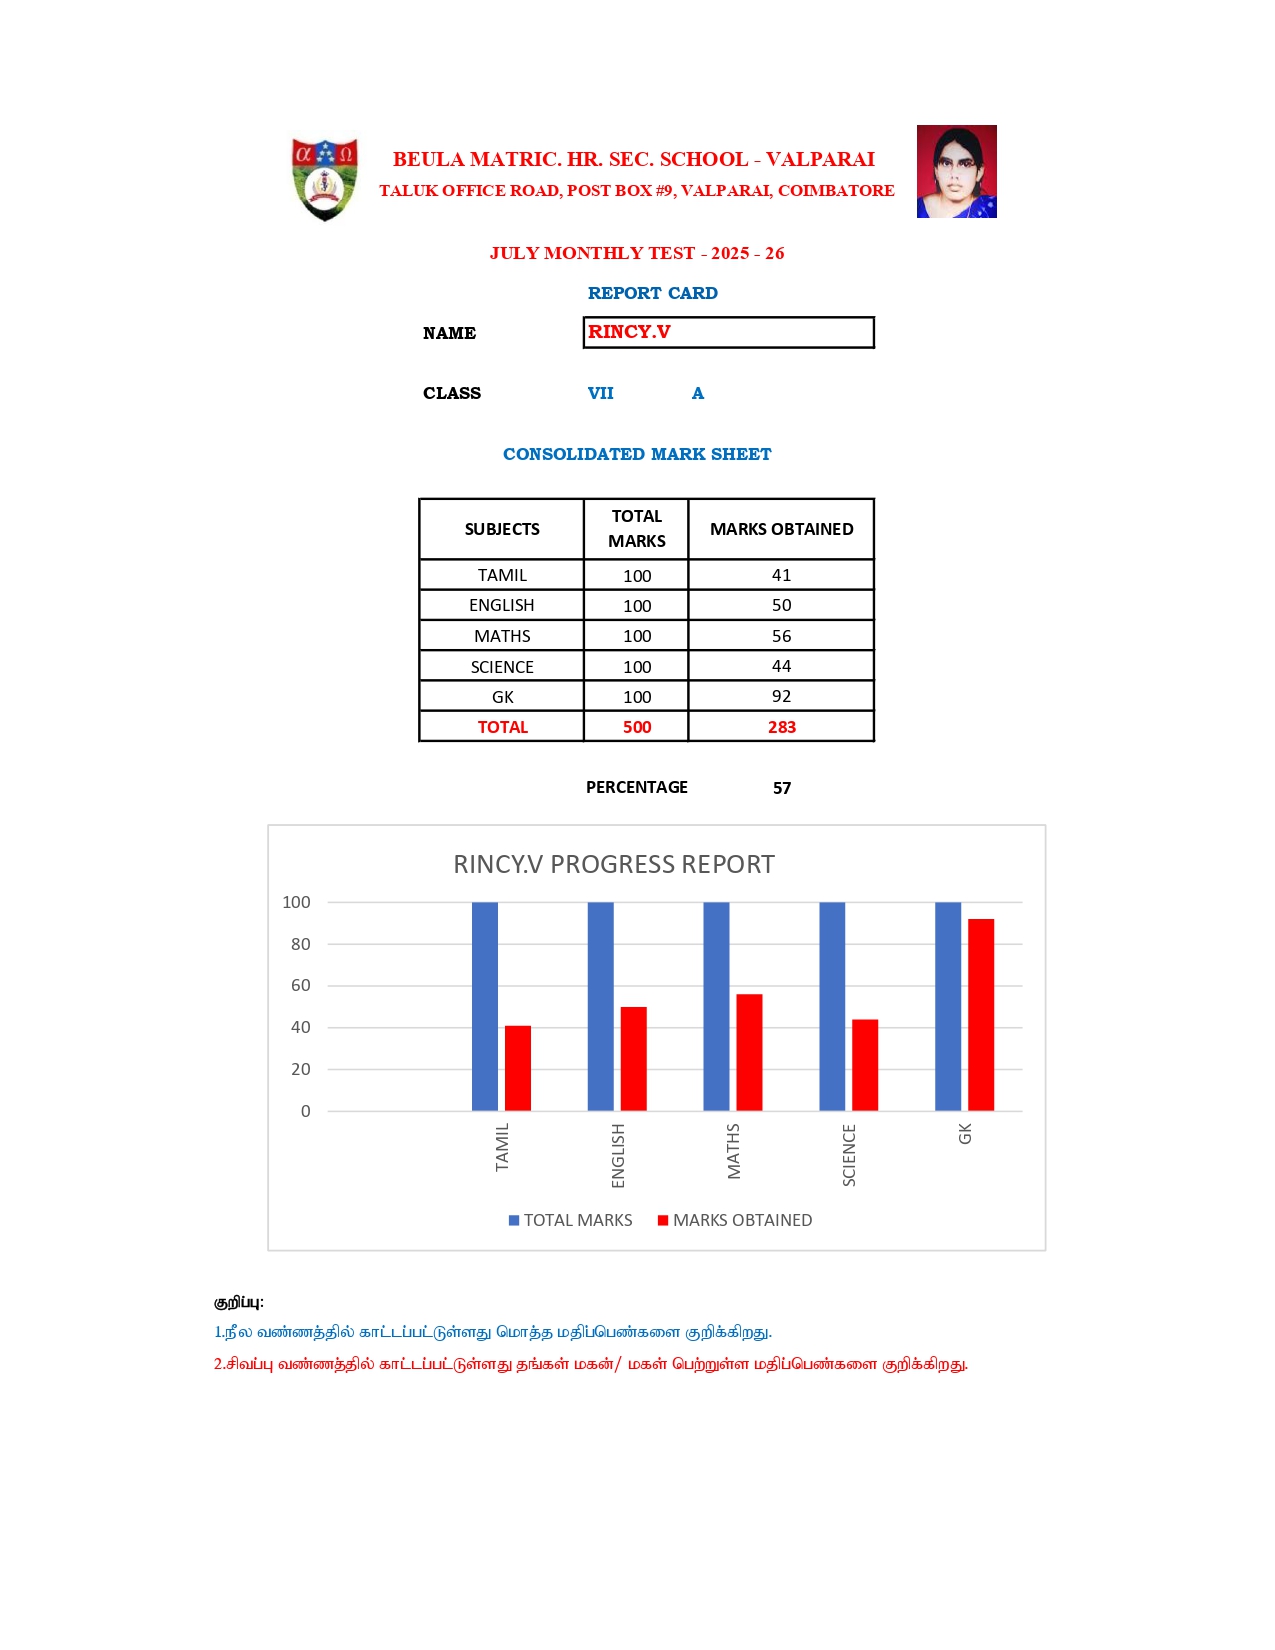 α Ω
BEULA MATRIC. HR. SEC. SCHOOL - VALPARAI
TALUK OFFICE ROAD, POST BOX #9, VALPARAI, COIMBATORE
JULY MONTHLY TEST - 2025 - 26
REPORT CARD
NAME RINCY.V
CLASS VII A
CONSOLIDATED MARK SHEET
SUBJECTS TOTAL MARKS MARKS OBTAINED
TAMIL 100 41
ENGLISH 100 50
MATHS 100 56
SCIENCE 100 44
GK 100 92
TOTAL 500 283
PERCENTAGE 57
RINCY.V PROGRESS REPORT
100
80
60
40
20
0
TAMIL ENGLISH MATHS SCIENCE GK
TOTAL MARKS MARKS OBTAINED
குறிப்பு:
1.நீல வண்ணத்தில் காட்டப்பட்டுள்ளது மொத்த மதிப்பெண்களை குறிக்கிறது.
2.சிவப்பு வண்ணத்தில் காட்டப்பட்டுள்ளது தங்கள் மகன்/ மகள் பெற்றுள்ள மதிப்பெண்களை குறிக்கிறது.